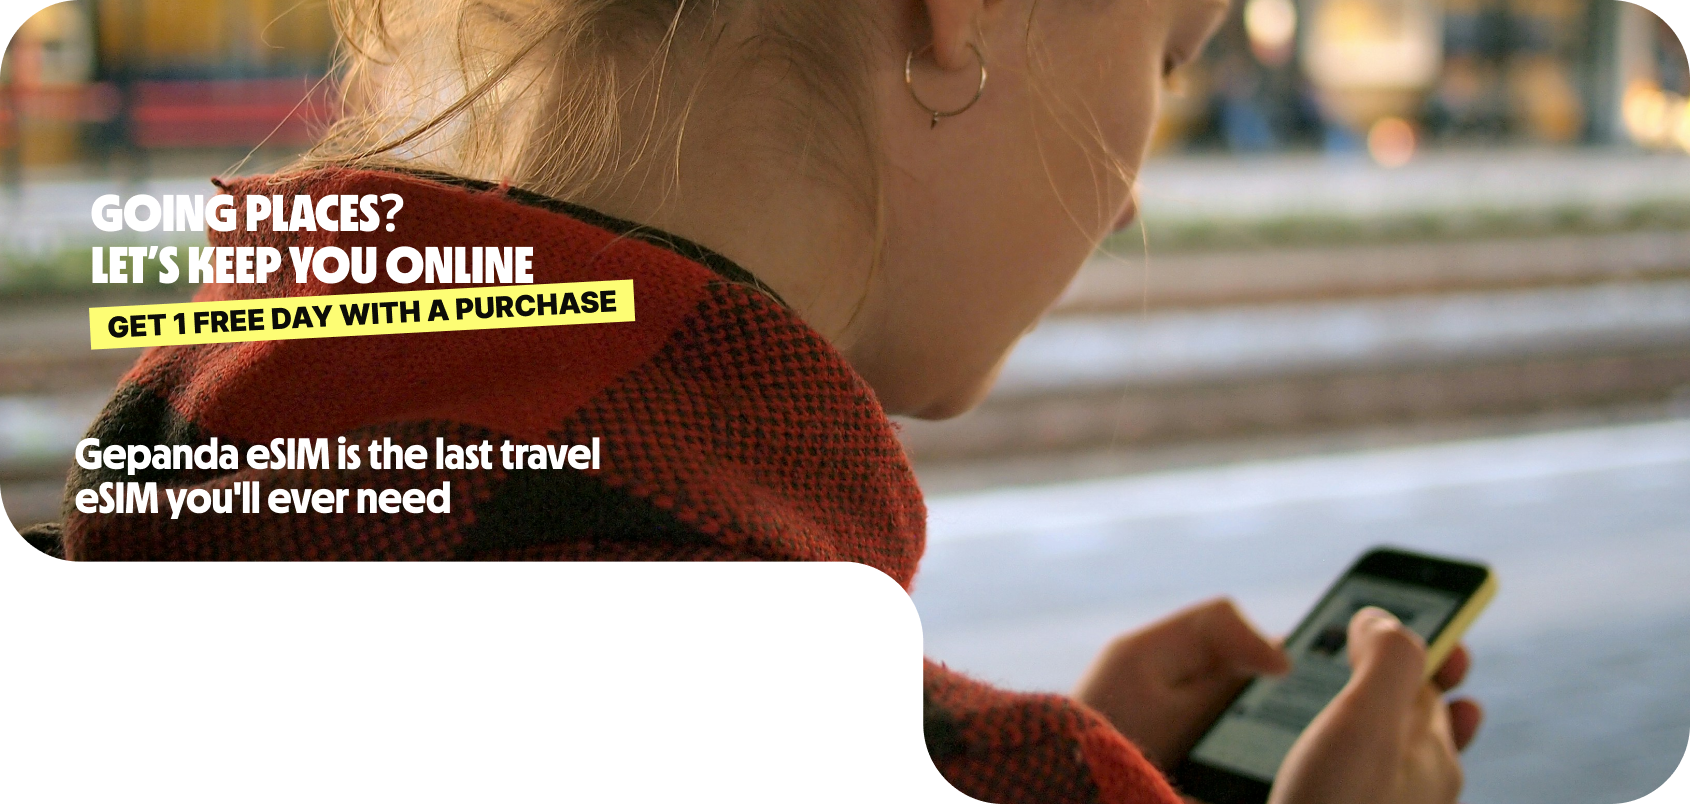 GOING PLACES?
LET'S KEEP YOU ONLINE
GET 1 FREE DAY WITH A PURCHASE
Gepanda eSIM is the last travel
eSIM you'll ever need